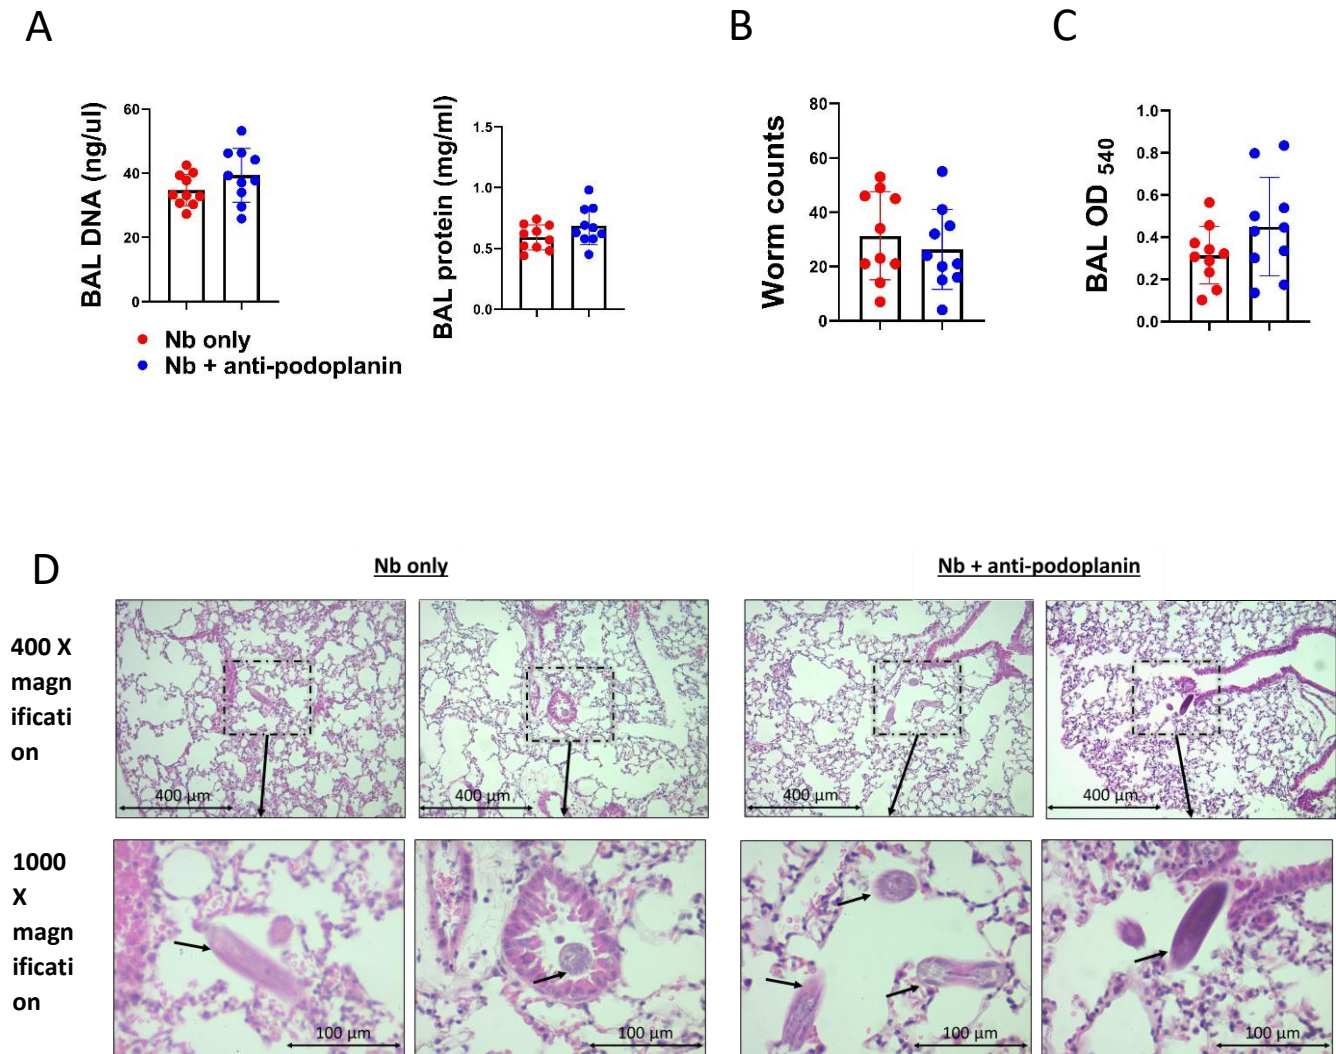 A
B
C
BAL DNA (ng/ul)
60
40
20
0
BAL protein (mg/ml)
1.5
1.0
0.5
0.0
Worm counts
80
60
40
20
0
BAL OD 540
1.0
0.8
0.6
0.4
0.2
0.0
Nb only
Nb + anti-podoplanin
D
Nb only
Nb + anti-podoplanin
400 X
magn
ificati
on
400 µm
400 µm
400 µm
400 µm
1000
X
magn
ificati
on
100 µm
100 µm
100 µm
100 µm